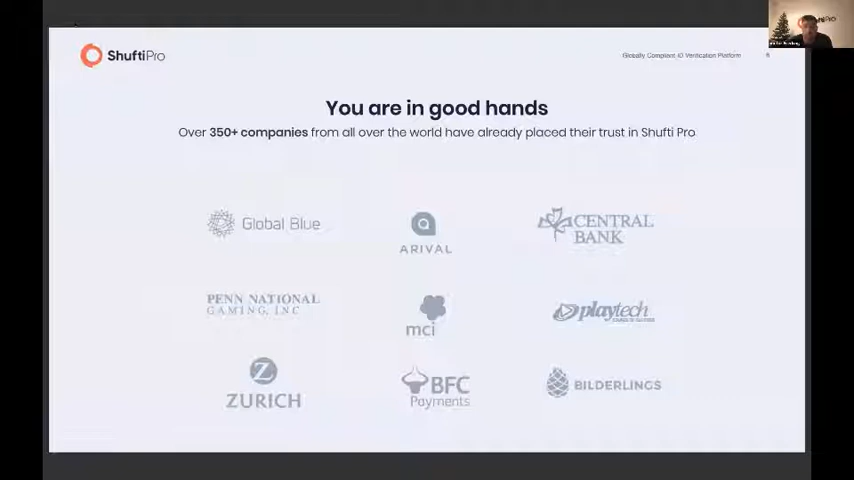 ShuftiPro
Globally Compliant ID Verification Platform
You are in good hands
Over 350+ companies from all over the world have already placed their trust in Shufti Pro
Global Blue
ARIVAL
CENTRAL
BANK
PENN NATIONAL
GAMING, INC
mci
playtech
ZURICH
BFC
Payments
BILDERLINGS